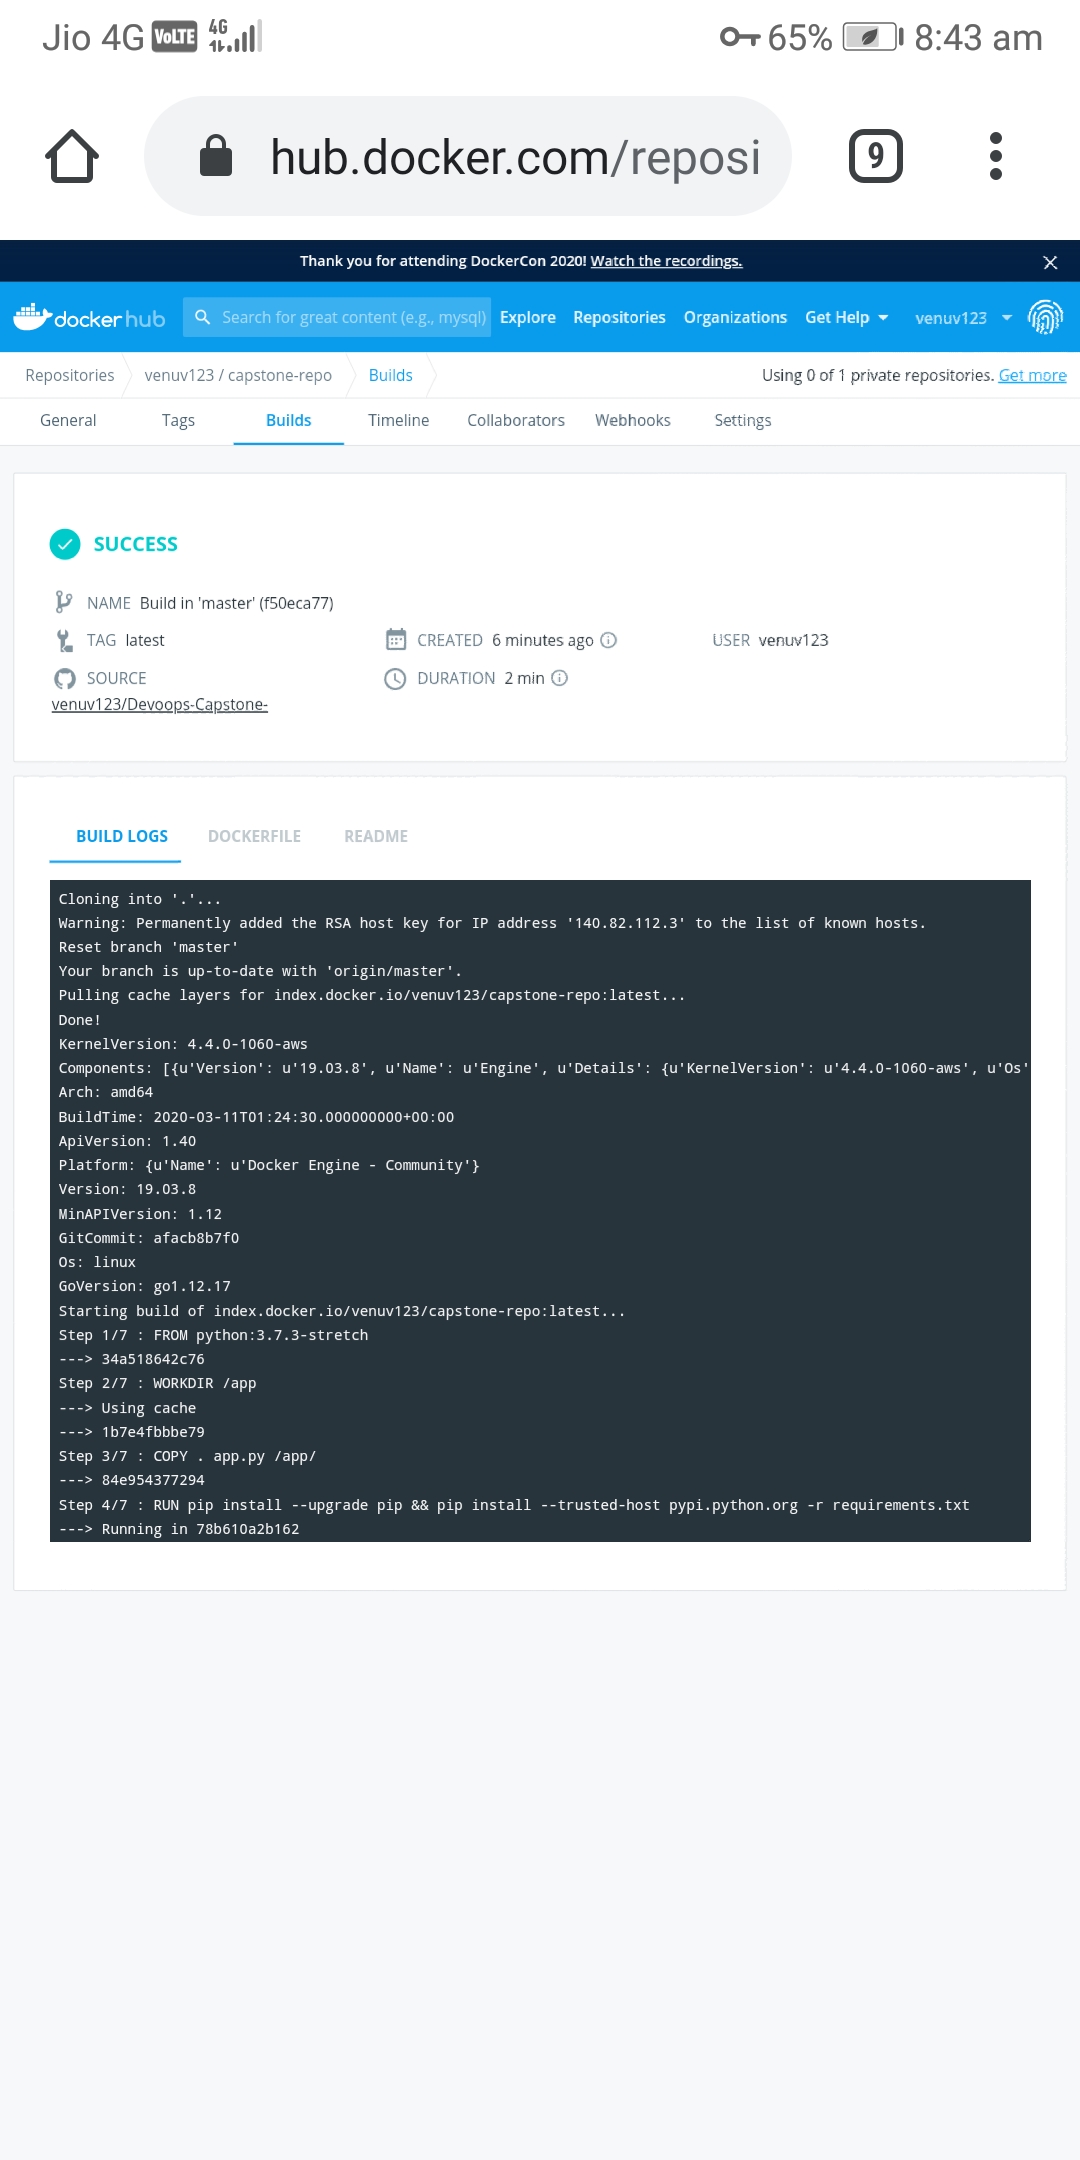 Jio 4G VoLTE 4G 65% 8:43 am
hub.docker.com/reposi 9
Thank you for attending DockerCon 2020! Watch the recordings.
docker hub Search for great content (e.g., mysql) Explore Repositories Organizations Get Help venuv123
Repositories venuv123 / capstone-repo Builds Using 0 of 1 private repositories. Get more
General Tags Builds Timeline Collaborators Webhooks Settings
SUCCESS
NAME Build in 'master' (f50eca77)
TAG latest CREATED 6 minutes ago USER venuv123
SOURCE DURATION 2 min
venuv123/Devoops-Capstone-
BUILD LOGS DOCKERFILE README
Cloning into '.'...
Warning: Permanently added the RSA host key for IP address '140.82.112.3' to the list of known hosts.
Reset branch 'master'
Your branch is up-to-date with 'origin/master'.
Pulling cache layers for index.docker.io/venuv123/capstone-repo:latest...
Done!
KernelVersion: 4.4.0-1060-aws
Components: [{u'Version': u'19.03.8', u'Name': u'Engine', u'Details': {u'KernelVersion': u'4.4.0-1060-aws', u'Os'
Arch: amd64
BuildTime: 2020-03-11T01:24:30.000000000+00:00
ApiVersion: 1.40
Platform: {u'Name': u'Docker Engine - Community'}
Version: 19.03.8
MinAPIVersion: 1.12
GitCommit: afacb8b7f0
Os: linux
GoVersion: go1.12.17
Starting build of index.docker.io/venuv123/capstone-repo:latest...
Step 1/7 : FROM python:3.7.3-stretch
---> 34a518642c76
Step 2/7 : WORKDIR /app
---> Using cache
---> 1b7e4fbbbe79
Step 3/7 : COPY . app.py /app/
---> 84e954377294
Step 4/7 : RUN pip install --upgrade pip && pip install --trusted-host pypi.python.org -r requirements.txt
---> Running in 78b610a2b162